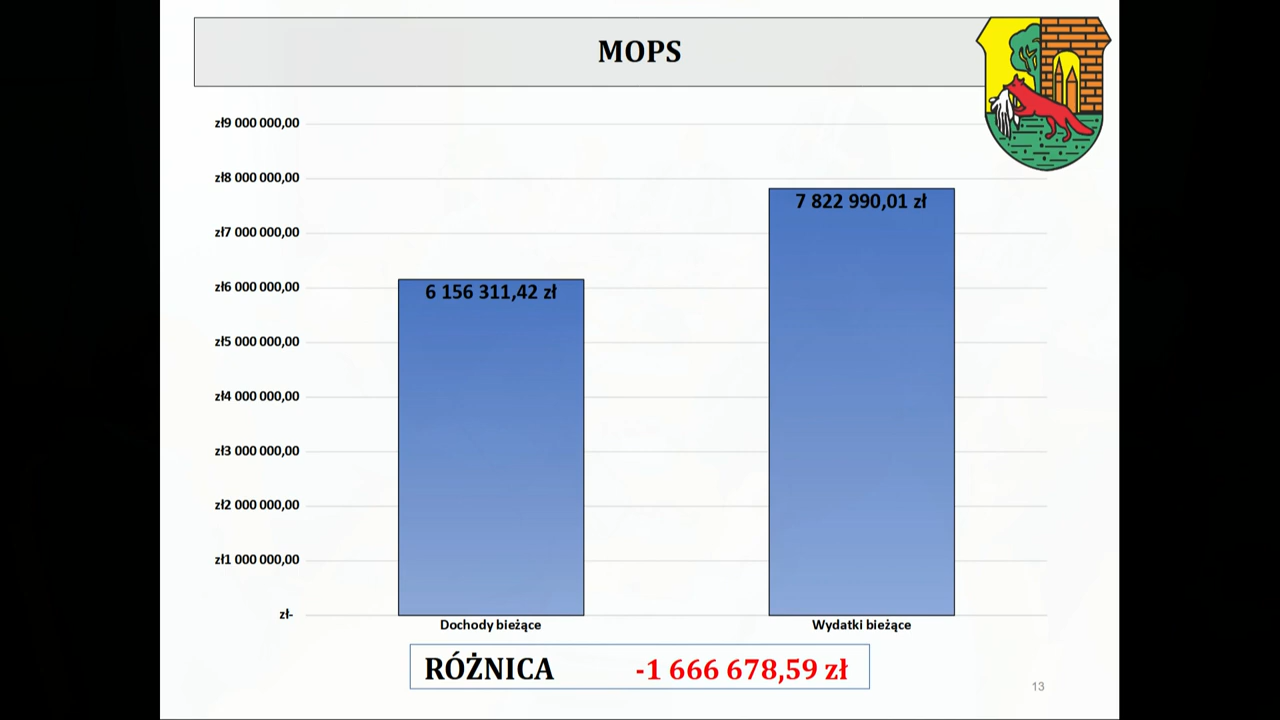 MOPS
zł9 000 000,00
zł8 000 000,00
zł7 000 000,00
zł6 000 000,00
zł5 000 000,00
zł4 000 000,00
zł3 000 000,00
zł2 000 000,00
zł1 000 000,00
zł-
6 156 311,42 zł
7 822 990,01 zł
Dochody bieżące
Wydatki bieżące
RÓŻNICA -1 666 678,59 zł
13